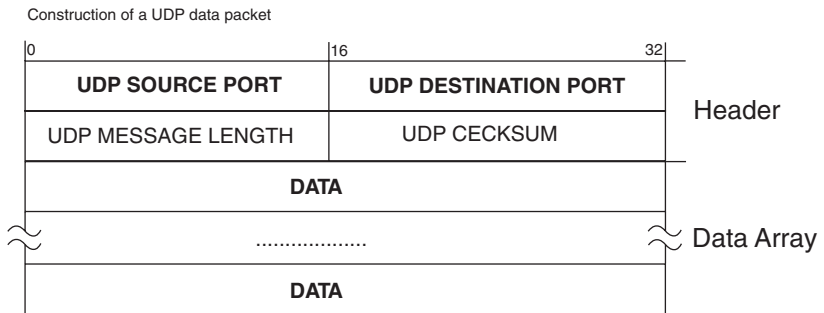 Construction of a UDP data packet
0 16 32
UDP SOURCE PORT UDP DESTINATION PORT
Header
UDP MESSAGE LENGTH UDP CECKSUM
DATA
................... Data Array
DATA